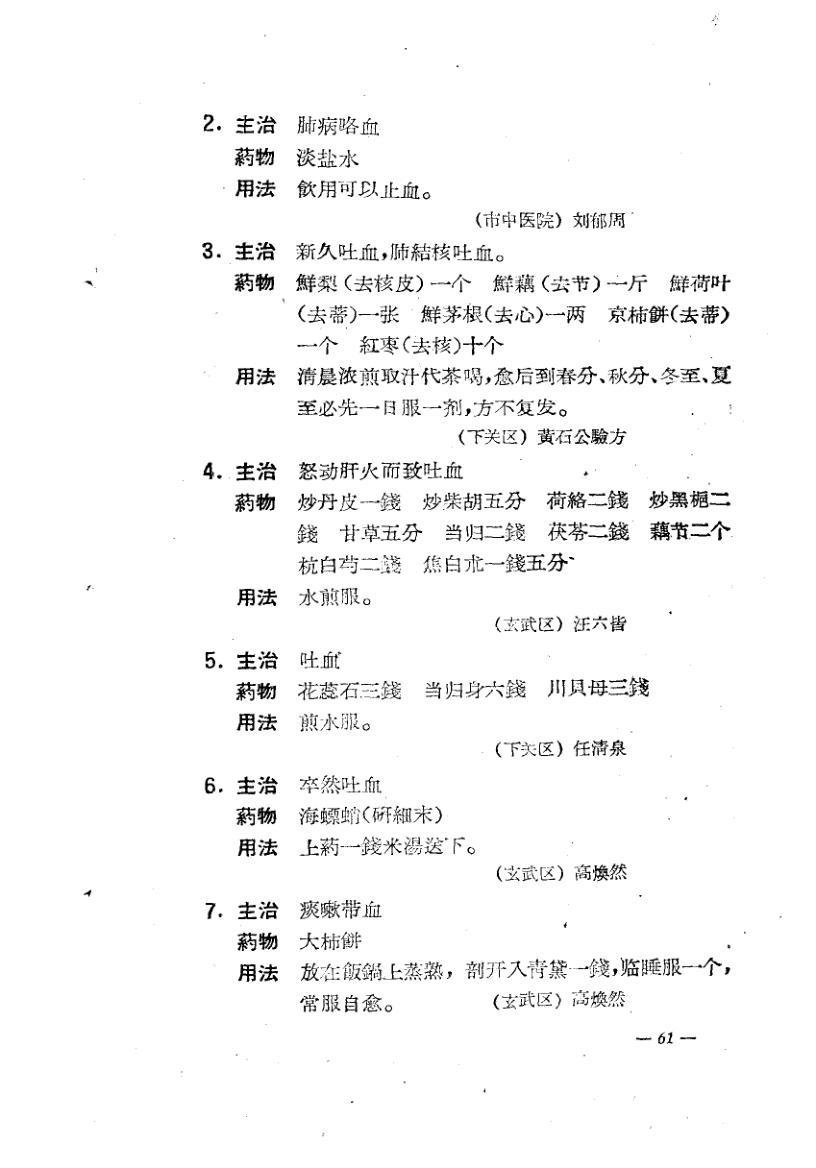 2. 主治 肺病咯血
葯物 淡盐水
用法 飲用可以止血。
(市中医院) 刘郁周
3. 主治 新久吐血,肺結核吐血。
葯物 鮮梨(去核皮)一个 鮮藕(去节)一斤 鮮荷叶
(去蒂)一张 鮮茅根(去心)一两 京柿餅(去蒂)
一个 紅枣(去核)十个
用法 清晨浓煎取汁代茶喝,愈后到春分、秋分、冬至、夏
至必先一日服一剂,方不复发。
(下关区) 黄石公驗方
4. 主治 怒动肝火而致吐血
葯物 炒丹皮一錢 炒柴胡五分 荷絡二錢 炒黑梔二
錢 甘草五分 当归二錢 茯苓二錢 藕节二个
杭白芍二錢 焦白朮一錢五分
用法 水煎服。
(玄武区) 汪六皆
5. 主治 吐血
葯物 花蕊石三錢 当归身六錢 川貝母三錢
用法 煎水服。
(下关区) 任清泉
6. 主治 卒然吐血
葯物 海螵蛸(研細末)
用法 上葯一錢米湯送下。
(玄武区) 高煥然
7. 主治 痰嗽带血
葯物 大柿餅
用法 放在飯鍋上蒸熟,剖开入青黛一錢,临睡服一个,
常服自愈。 (玄武区) 高煥然
— 61 —